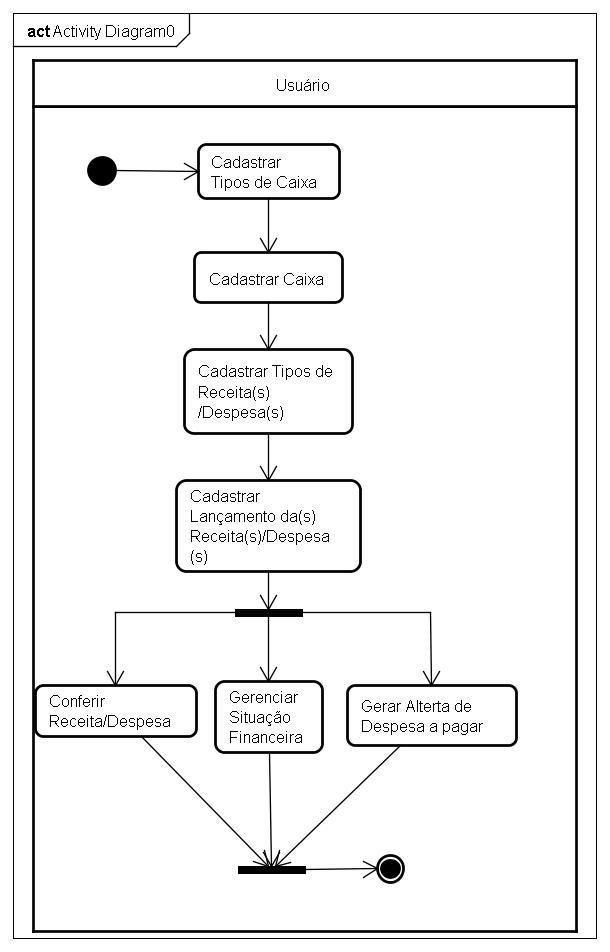 act Activity Diagram0
Usuário
Cadastrar
Tipos de Caixa
Cadastrar Caixa
Cadastrar Tipos de
Receita(s)
/Despesa(s)
Cadastrar
Lançamento da(s)
Receita(s)/Despesa
(s)
Conferir
Receita/Despesa
Gerenciar
Situação
Financeira
Gerar Alterta de
Despesa a pagar